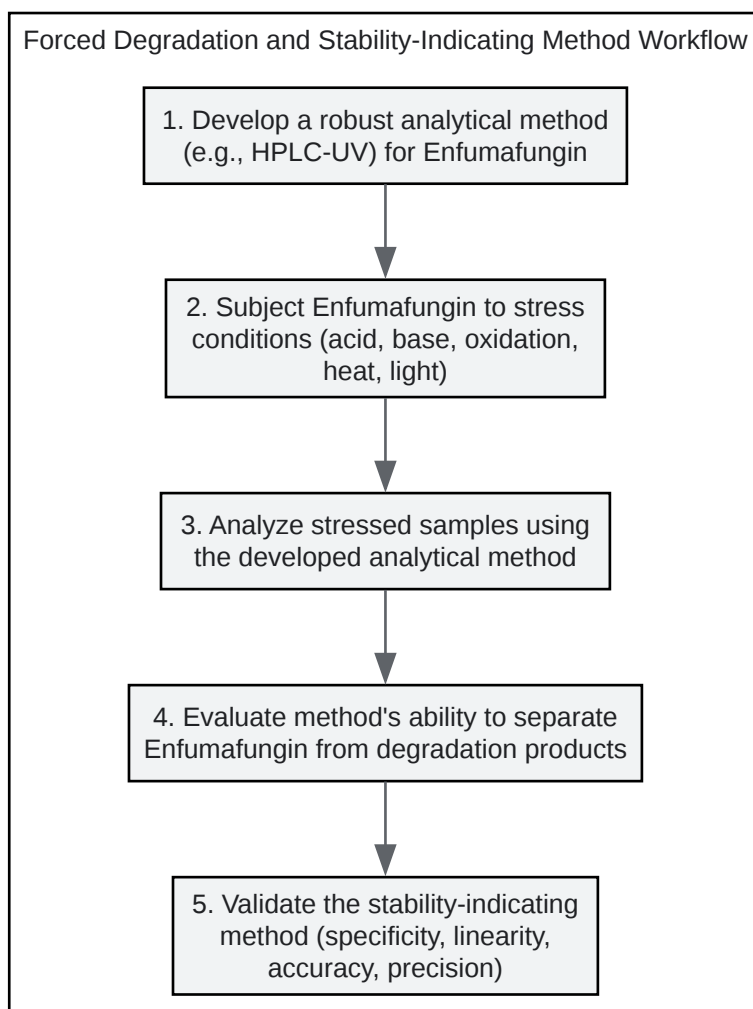 Forced Degradation and Stability-Indicating Method Workflow
1. Develop a robust analytical method
(e.g., HPLC-UV) for Enfumafungin
2. Subject Enfumafungin to stress
conditions (acid, base, oxidation,
heat, light)
3. Analyze stressed samples using
the developed analytical method
4. Evaluate method's ability to separate
Enfumafungin from degradation products
5. Validate the stability-indicating
method (specificity, linearity,
accuracy, precision)